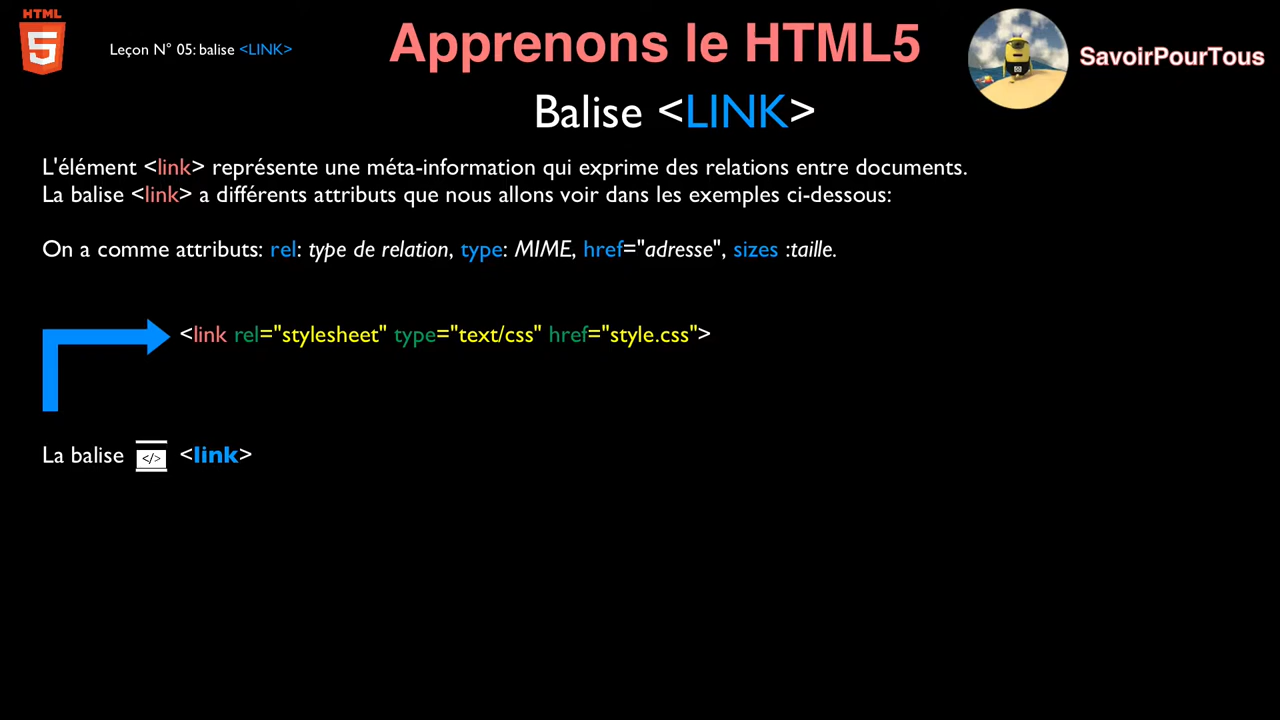 HTML
5
Leçon N° 05: balise <LINK>
Apprenons le HTML5
SavoirPourTous
Balise <LINK>
L'élément <link> représente une méta-information qui exprime des relations entre documents.
La balise <link> a différents attributs que nous allons voir dans les exemples ci-dessous:
On a comme attributs: rel: type de relation, type: MIME, href="adresse", sizes :taille.
<link rel="stylesheet" type="text/css" href="style.css">
La balise </> <link>